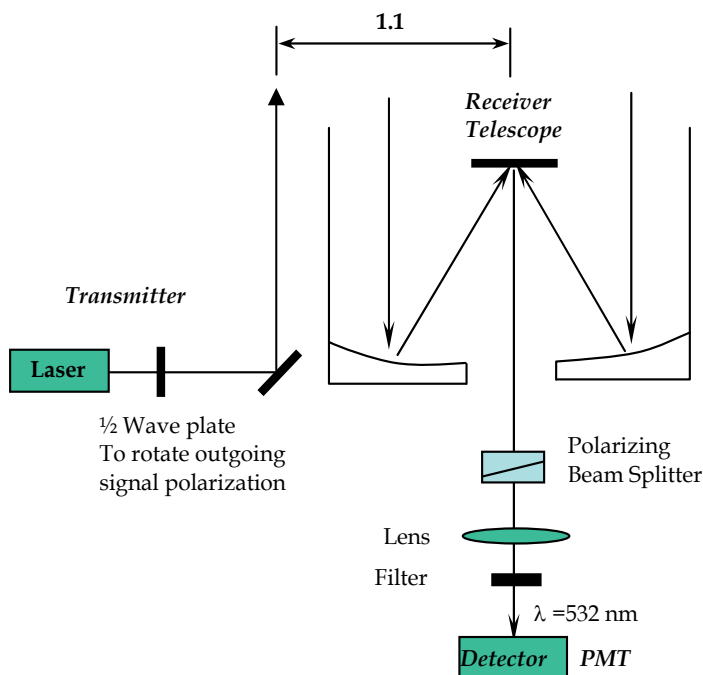 1.1
Receiver
Telescope
Transmitter
Laser
½ Wave plate
To rotate outgoing
signal polarization
Polarizing
Beam Splitter
Lens
Filter
λ =532 nm
Detector PMT